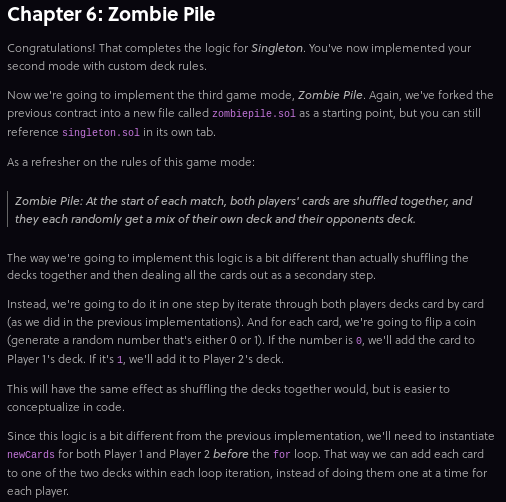 Chapter 6: Zombie Pile
Congratulations! That completes the logic for Singleton. You've now implemented your
second mode with custom deck rules.
Now we're going to implement the third game mode, Zombie Pile. Again, we've forked the
previous contract into a new file called zombiepile.sol as a starting point, but you can still
reference singleton.sol in its own tab.
As a refresher on the rules of this game mode:
Zombie Pile: At the start of each match, both players' cards are shuffled together, and
they each randomly get a mix of their own deck and their opponents deck.
The way we're going to implement this logic is a bit different than actually shuffling the
decks together and then dealing all the cards out as a secondary step.
Instead, we're going to do it in one step by iterate through both players decks card by card
(as we did in the previous implementations). And for each card, we're going to flip a coin
(generate a random number that's either 0 or 1). If the number is 0, we'll add the card to
Player 1's deck. If it's 1, we'll add it to Player 2's deck.
This will have the same effect as shuffling the decks together would, but is easier to
conceptualize in code.
Since this logic is a bit different from the previous implementation, we'll need to instantiate
newCards for both Player 1 and Player 2 before the for loop. That way we can add each card
to one of the two decks within each loop iteration, instead of doing them one at a time for
each player.